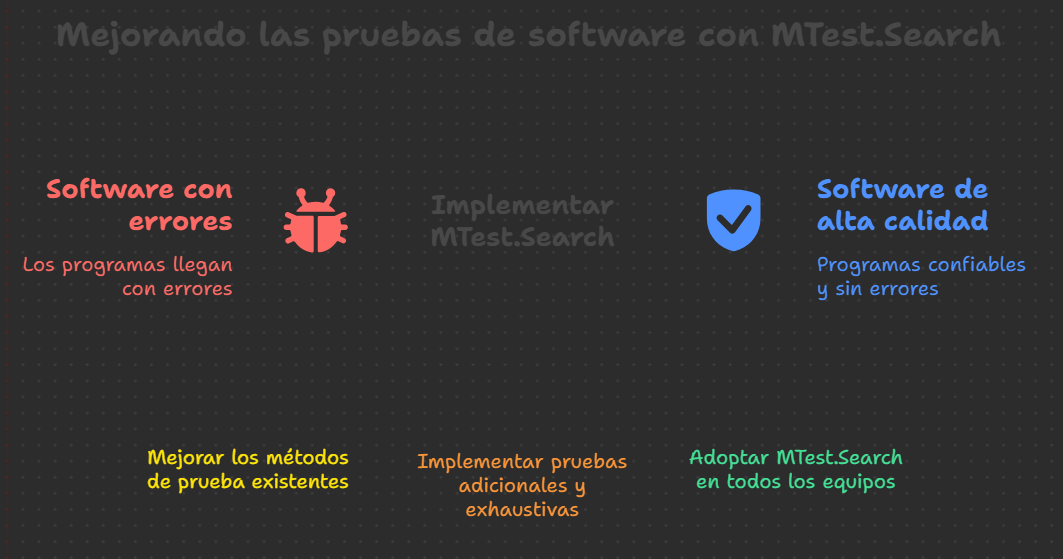 Mejorando las pruebas de software con MTest.Search
Software con
errores
Los programas llegan
con errores
Implementar
MTest.Search
Software de
alta calidad
Programas confiables
y sin errores
Mejorar los métodos
de prueba existentes
Implementar pruebas
adicionales y
exhaustivas
Adoptar MTest.Search
en todos los equipos